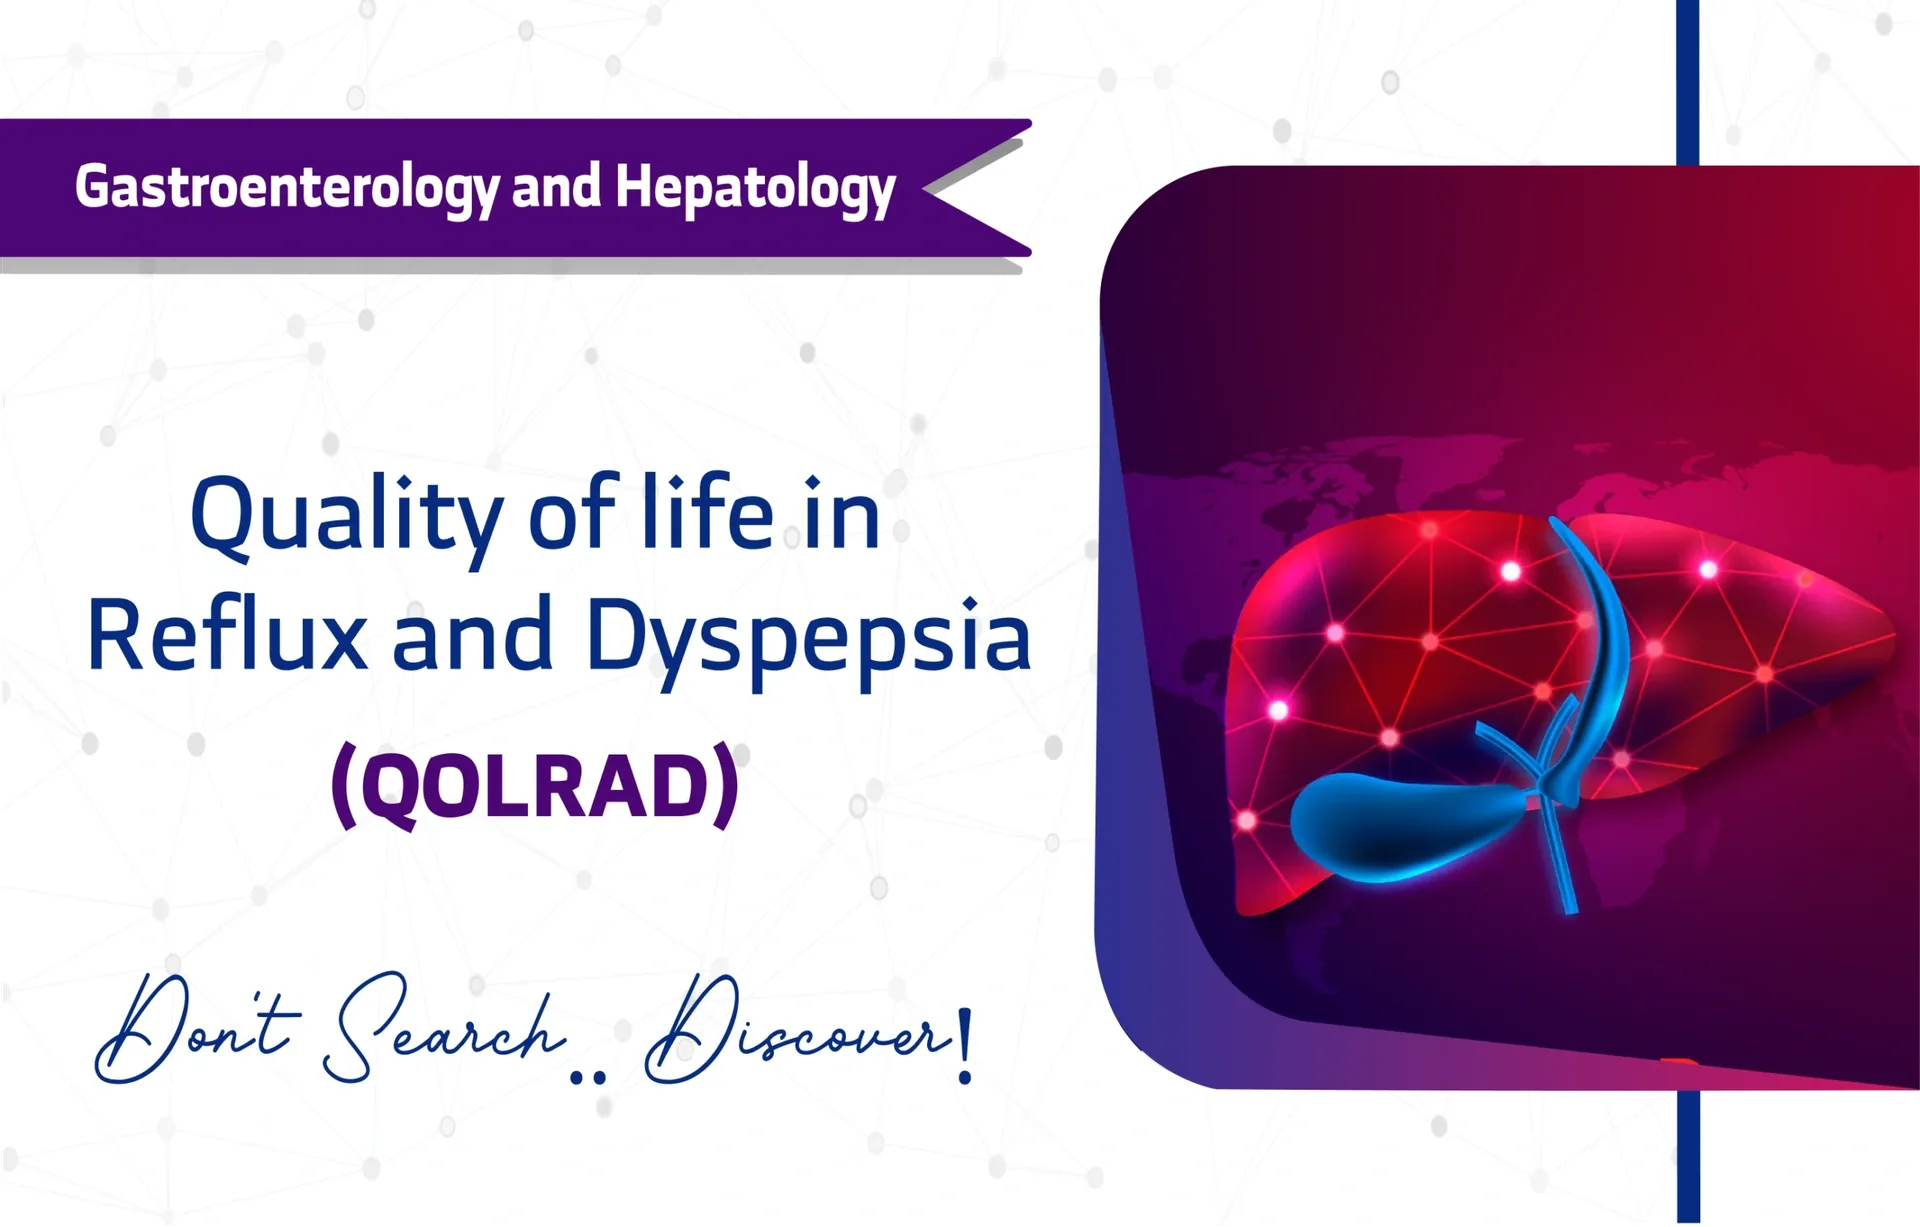 Gastroenterology and Hepatology
Quality of life in
Reflux and Dyspepsia
(QOLRAD)
Don't Search.. Discover!